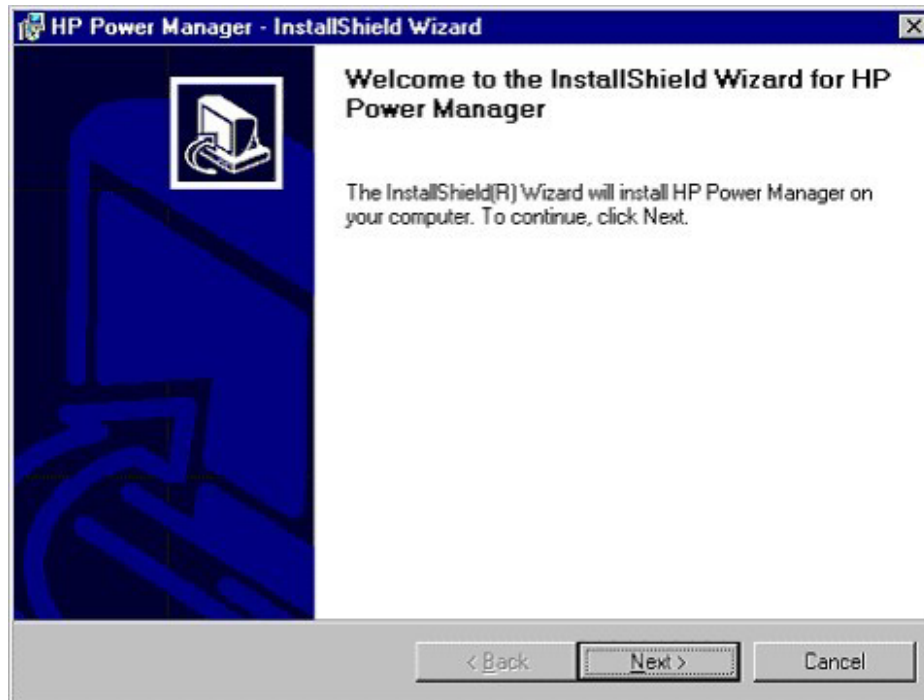 HP Power Manager - InstallShield Wizard
Welcome to the InstallShield Wizard for HP
Power Manager
The InstallShield(R) Wizard will install HP Power Manager on
your computer. To continue, click Next.
< Back
Next >
Cancel